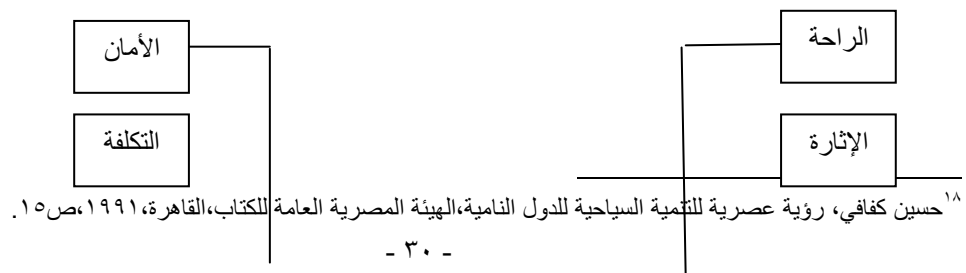 الراحة
الأمان
الإثارة
التكلفة
١٨حسين كفافي، رؤية عصرية للتنمية السياحية للدول النامية،الهيئة المصرية العامة للكتاب،القاهرة،١٩٩١،ص١٥.
- ٣٠ -